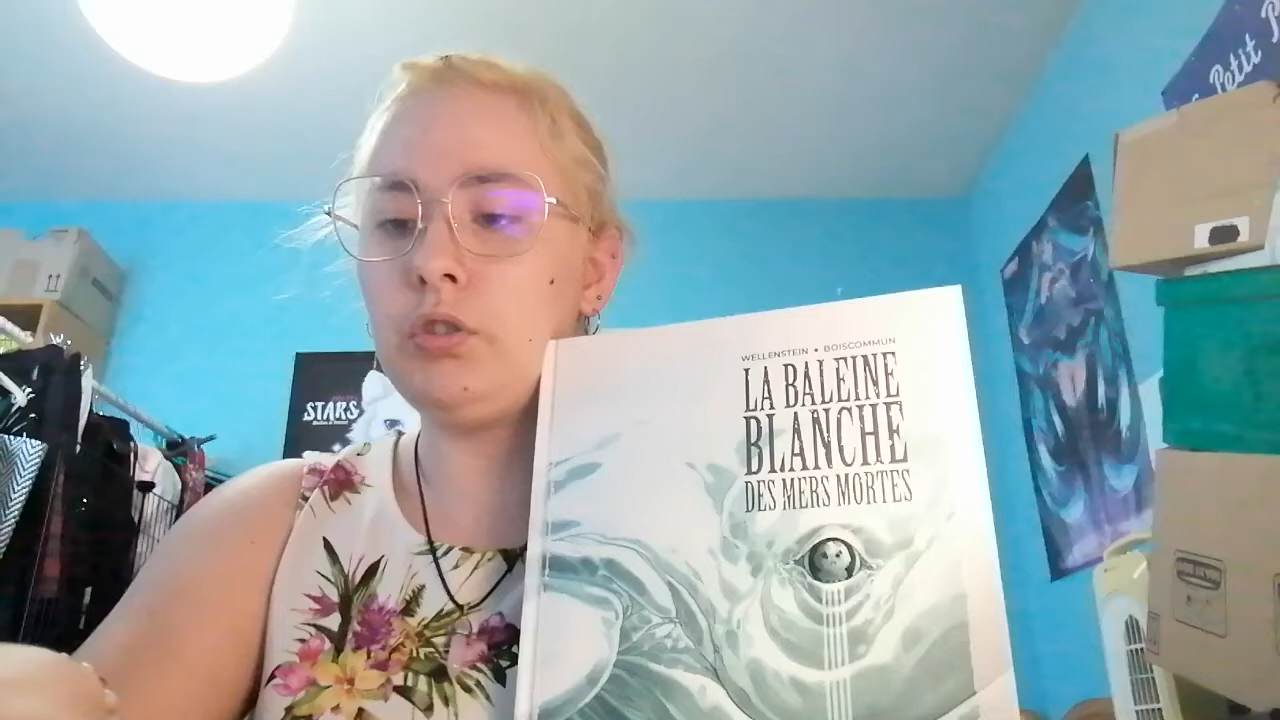 Petit P
WELLENSTEIN • BOISCOMMUN
LA BALEINE
BLANCHE
DES MERS MORTES
STARS